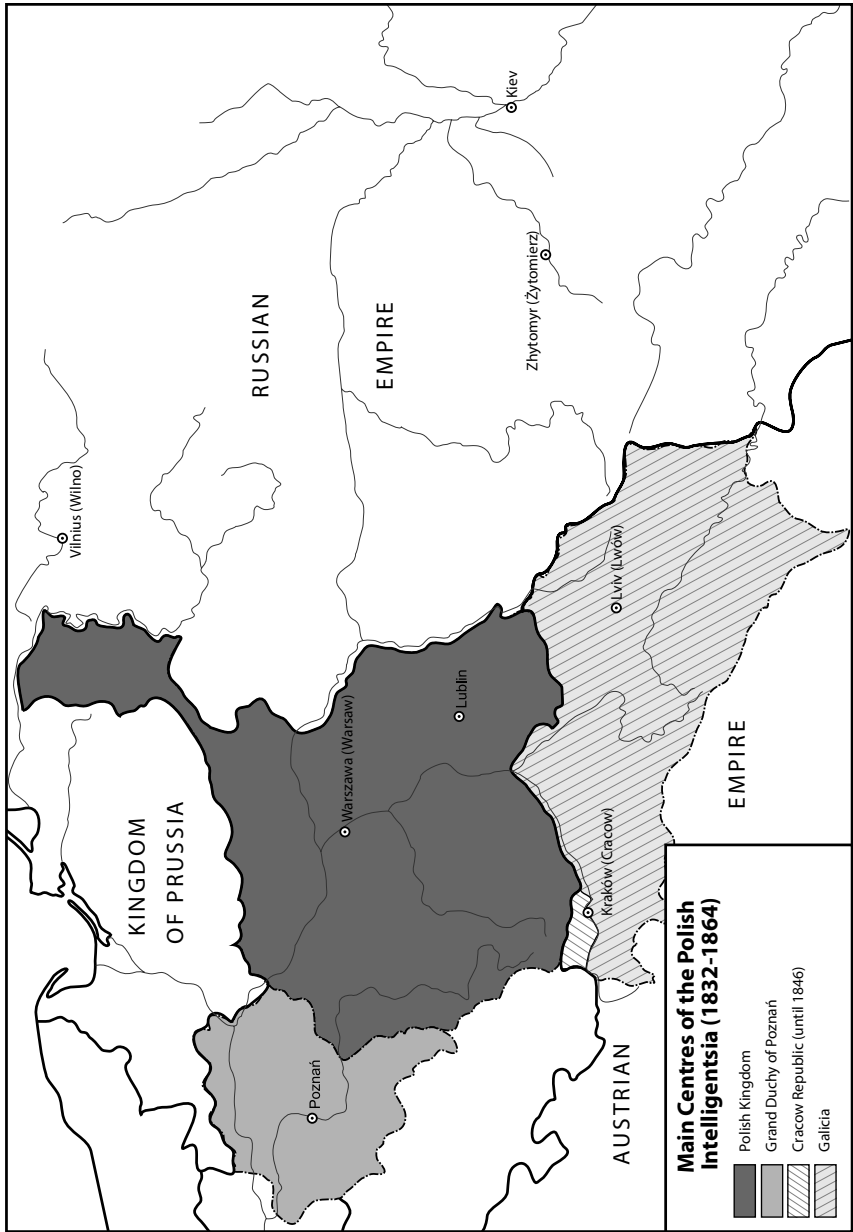 Vilnius (Wilno)
RUSSIAN
EMPIRE
Kiev
Zhytomyr (Żytomierz)
KINGDOM
OF PRUSSIA
Warszawa (Warsaw)
Lublin
Poznań
Lviv (Lwów)
Kraków (Cracow)
AUSTRIAN
EMPIRE
Main Centres of the Polish
Intelligentsia (1832-1864)
Polish Kingdom
Grand Duchy of Poznań
Cracow Republic (until 1846)
Galicia